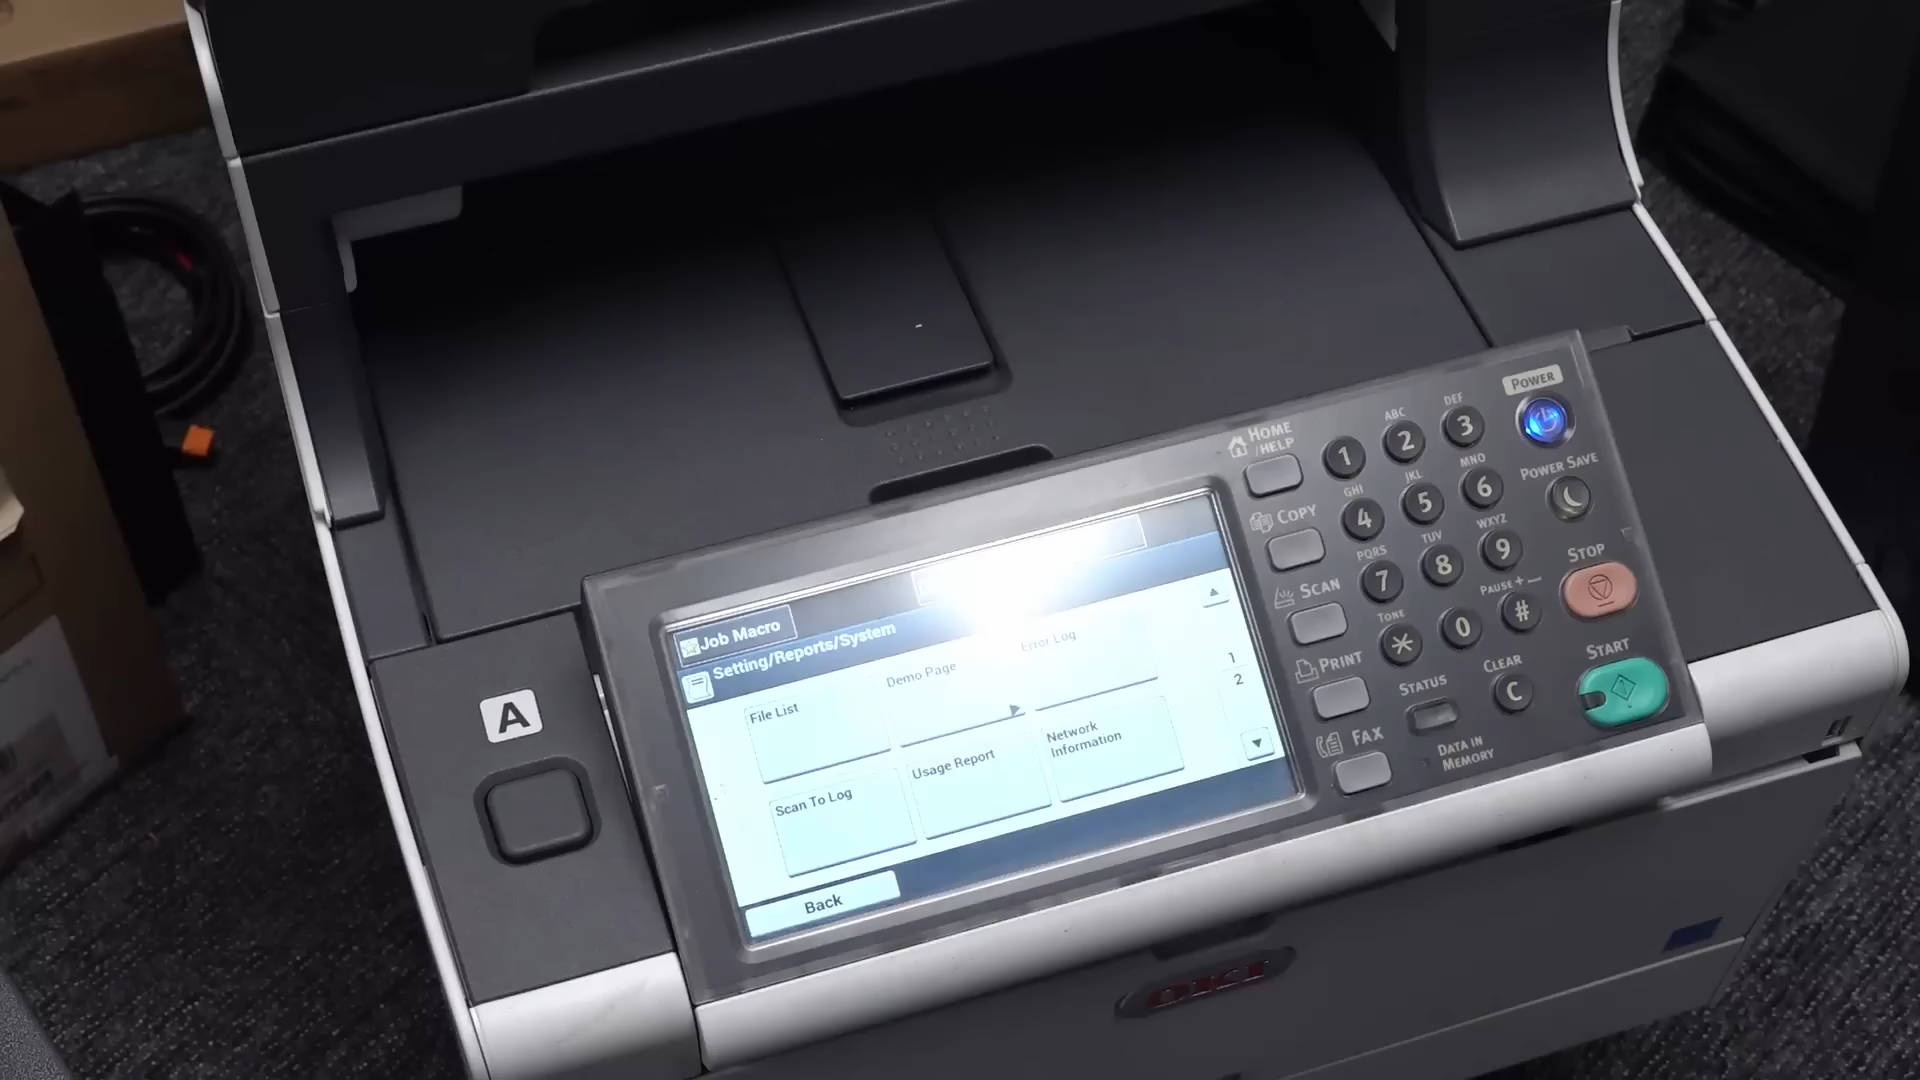 POWER
HOME
/HELP
1
ABC
2
DEF
3
COPY
GHI
4
JKL
5
MNO
6
POWER SAVE
SCAN
PQRS
7
TUV
8
WXYZ
9
STOP
PRINT
TONE
*
0
PAUSE + –
#
START
STATUS
CLEAR
C
FAX
DATA IN
MEMORY
Job Macro
Setting/Reports/System
File List
Demo Page
Error Log
1
2
Scan To Log
Usage Report
Network
Information
Back
A
OKI